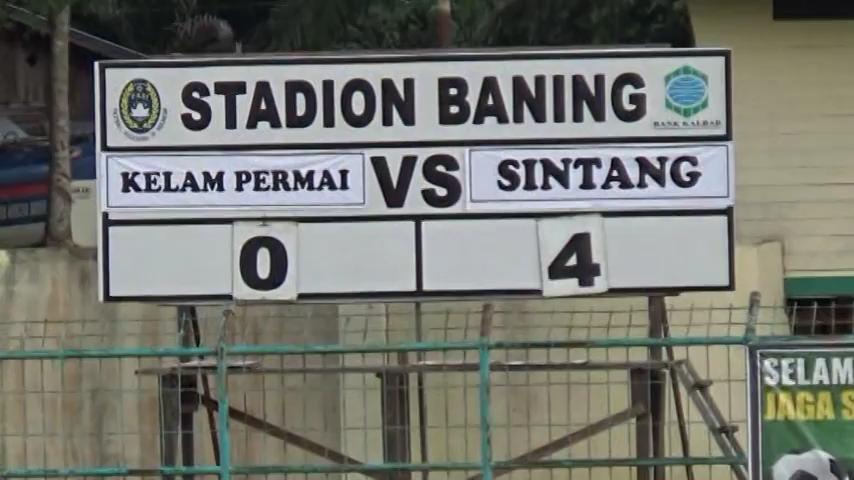 STADION BANING
BANK KALBAR
KELAM PERMAI VS SINTANG
0 4
SELAM
JAGA S